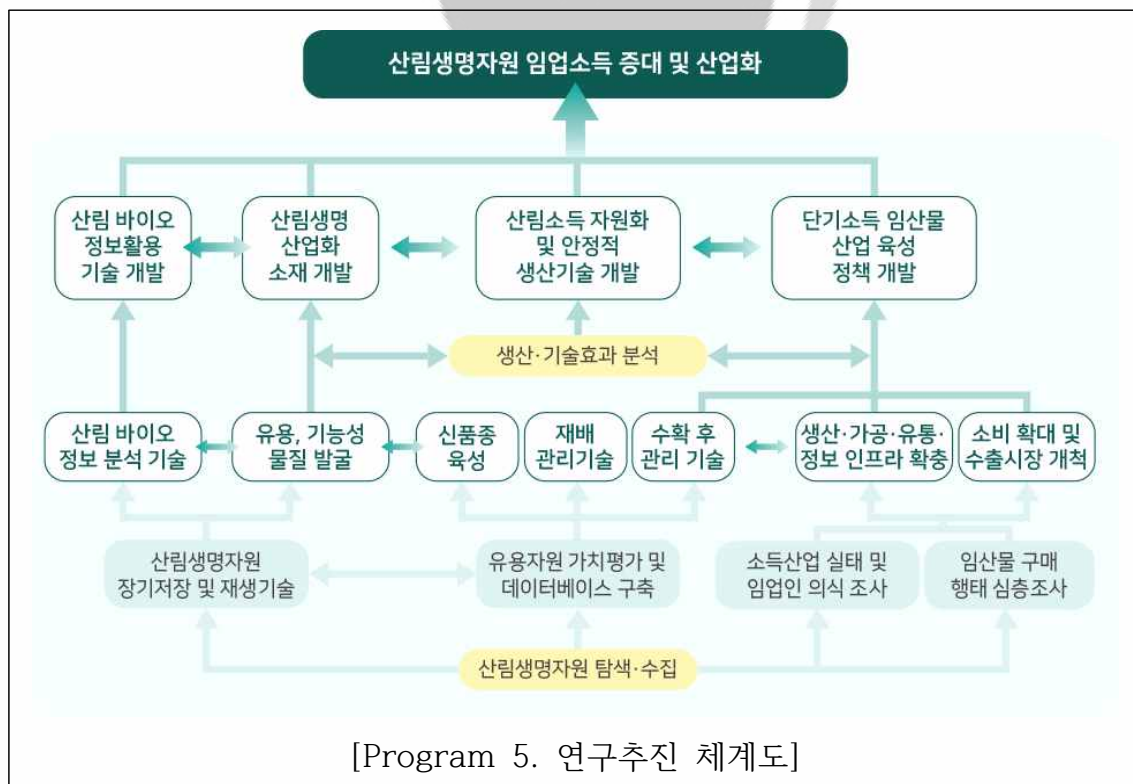 산림생명자원 임업소득 증대 및 산업화
산림 바이오
정보활용
기술 개발
산림생명
산업화
소재 개발
산림소득 자원화
및 안정적
생산기술 개발
단기소득 임산물
산업 육성
정책 개발
생산·기술효과 분석
산림 바이오
정보 분석 기술
유용, 기능성
물질 발굴
신품종
육성
재배
관리기술
수확 후
관리 기술
생산·가공·유통·
정보 인프라 확충
소비 확대 및
수출시장 개척
산림생명자원
장기저장 및 재생기술
유용자원 가치평가 및
데이터베이스 구축
소득산업 실태 및
임업인 의식 조사
임산물 구매
행태 심층조사
산림생명자원 탐색·수집
[Program 5. 연구추진 체계도]